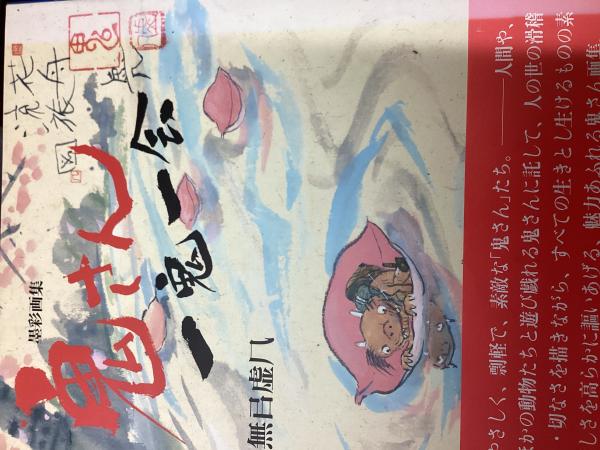 墨彩画集
鬼さん
一鬼一会
無呂虚凡
やさしく、剽軽で、素敵な「鬼さん」たち。――人間や、
ほかの動物たちと遊び戯れる鬼さんに託して、人の世の滑稽
・切なさを描きながら、すべての生きとし生けるものの素
しさを高らかに謳いあげる、魅力あふれる鬼さん画集。